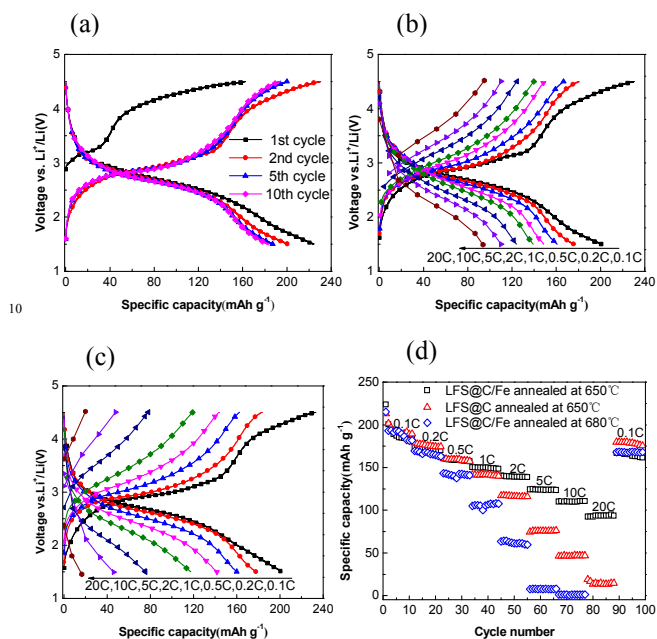 (a)
(b)
5
4
3
2
1
Voltage vs.Li⁺/Li(V)
1st cycle
2nd cycle
5th cycle
10th cycle
0 40 80 120 160 200 240
Specific capacity(mAh g⁻¹)
5
4
3
2
1
Voltage vs.Li⁺/Li(V)
20C,10C,5C,2C,1C,0.5C,0.2C,0.1C
0 40 80 120 160 200 240
Specific capacity(mAh g⁻¹)
10
(c)
(d)
5
4
3
2
1
Voltage vs.Li⁺/Li(V)
20C,10C,5C,2C,1C,0.5C,0.2C,0.1C
0 40 80 120 160 200 240
Specific capacity(mAh g⁻¹)
250
200
150
100
50
0
Specific capacity(mAh g⁻¹)
LFS@C/Fe annealed at 650℃
LFS@C annealed at 650℃
LFS@C/Fe annealed at 680℃
0.1C
0.2C
0.5C
1C
2C
5C
10C
20C
0.1C
0 10 20 30 40 50 60 70 80 90 100
Cycle number